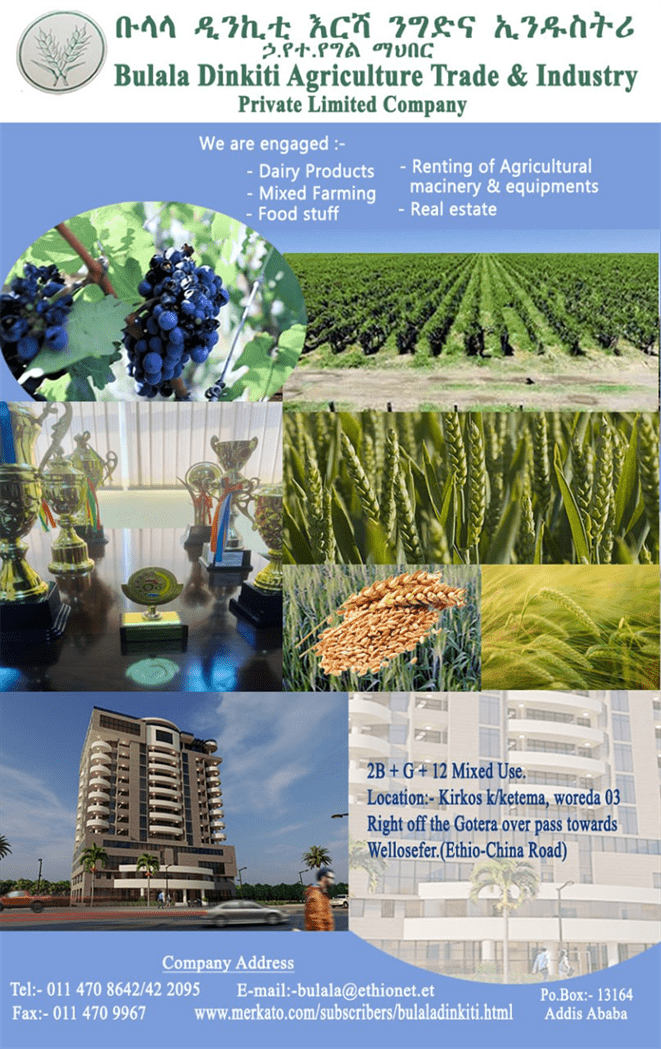 ቡላላ ዲንኪቲ እርሻ ንግድና ኢንዱስትሪ
ኃ.የተ.የግል ማህበር
Bulala Dinkiti Agriculture Trade & Industry
Private Limited Company
We are engaged :-
- Dairy Products
- Mixed Farming
- Food stuff
- Renting of Agricultural
macinery & equipments
- Real estate
2B + G + 12 Mixed Use.
Location:- Kirkos k/ketema, woreda 03
Right off the Gotera over pass towards
Wellosefer.(Ethio-China Road)
Company Address
Tel:- 011 470 8642/42 2095
E-mail:-bulala@ethionet.et
Po.Box:- 13164
Fax:- 011 470 9967
www.merkato.com/subscribers/bulaladinkiti.html
Addis Ababa